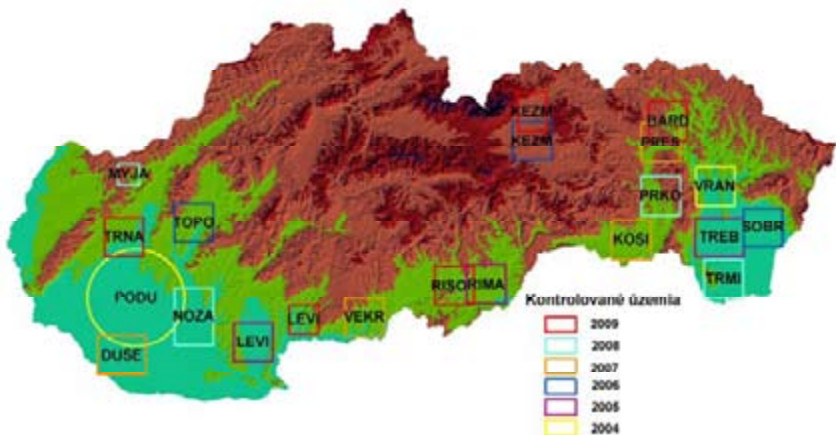 KEZM
BARD
KEZM
PRES
MYJA
PRKO
VRAN
TOPO
SOBR
TRNA
KOSI
TREB
TRMI
RISO
RIMA
PODU
NOZA
LEVI
VEKR
LEVI
DUSE
Kontrolované územia
2009
2008
2007
2006
2005
2004